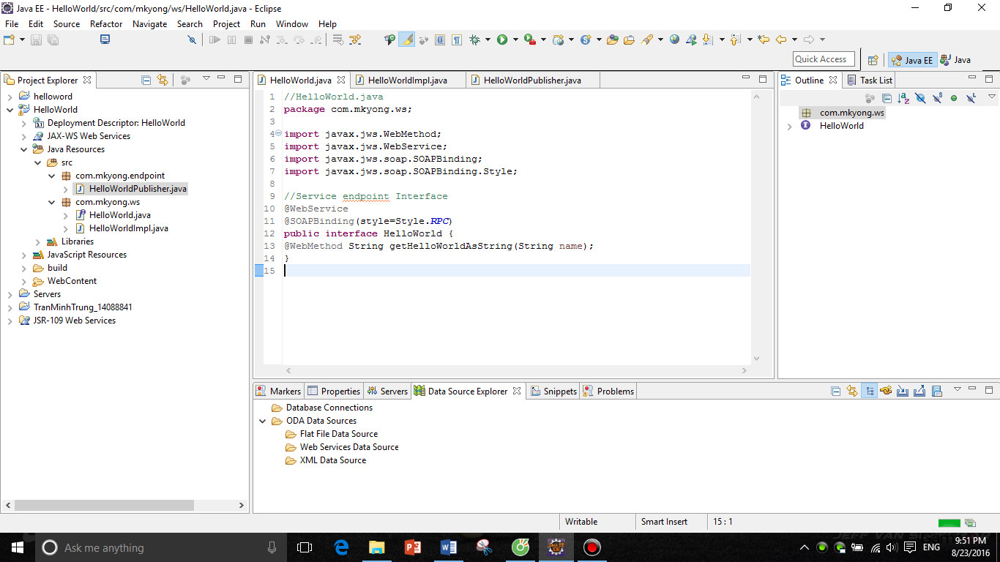 Java EE - HelloWorld/src/com/mkyong/ws/HelloWorld.java - Eclipse
File Edit Source Refactor Navigate Search Project Run Window Help
Quick Access
Java EE
Java
Project Explorer
helloword
HelloWorld
Deployment Descriptor: HelloWorld
JAX-WS Web Services
Java Resources
src
com.mkyong.endpoint
HelloWorldPublisher.java
com.mkyong.ws
HelloWorld.java
HelloWorldImpl.java
Libraries
JavaScript Resources
build
WebContent
Servers
TranMinhTrung_14088841
JSR-109 Web Services
HelloWorld.java HelloWorldImpl.java HelloWorldPublisher.java
1 //HelloWorld.java
2 package com.mkyong.ws;
3
4 import javax.jws.WebMethod;
5 import javax.jws.WebService;
6 import javax.jws.soap.SOAPBinding;
7 import javax.jws.soap.SOAPBinding.Style;
8
9 //Service endpoint Interface
10 @WebService
11 @SOAPBinding(style=Style.RPC)
12 public interface HelloWorld {
13 @WebMethod String getHelloWorldAsString(String name);
14 }
15
Outline Task List
com.mkyong.ws
HelloWorld
Markers Properties Servers Data Source Explorer Snippets Problems
Database Connections
ODA Data Sources
Flat File Data Source
Web Services Data Source
XML Data Source
Writable Smart Insert 15 : 1
Ask me anything
ENG
9:51 PM
8/23/2016